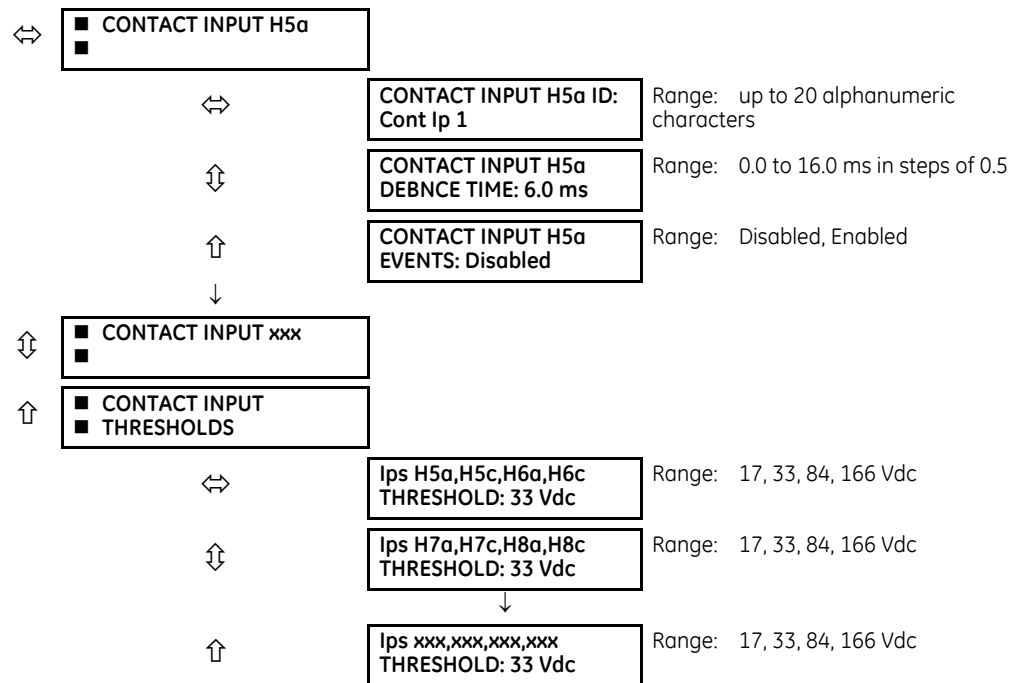 ■ CONTACT INPUT H5a
■
CONTACT INPUT H5a ID:
Cont Ip 1
Range: up to 20 alphanumeric
characters
CONTACT INPUT H5a
DEBNCE TIME: 6.0 ms
Range: 0.0 to 16.0 ms in steps of 0.5
CONTACT INPUT H5a
EVENTS: Disabled
Range: Disabled, Enabled
■ CONTACT INPUT xxx
■
■ CONTACT INPUT
■ THRESHOLDS
Ips H5a,H5c,H6a,H6c
THRESHOLD: 33 Vdc
Range: 17, 33, 84, 166 Vdc
Ips H7a,H7c,H8a,H8c
THRESHOLD: 33 Vdc
Range: 17, 33, 84, 166 Vdc
Ips xxx,xxx,xxx,xxx
THRESHOLD: 33 Vdc
Range: 17, 33, 84, 166 Vdc